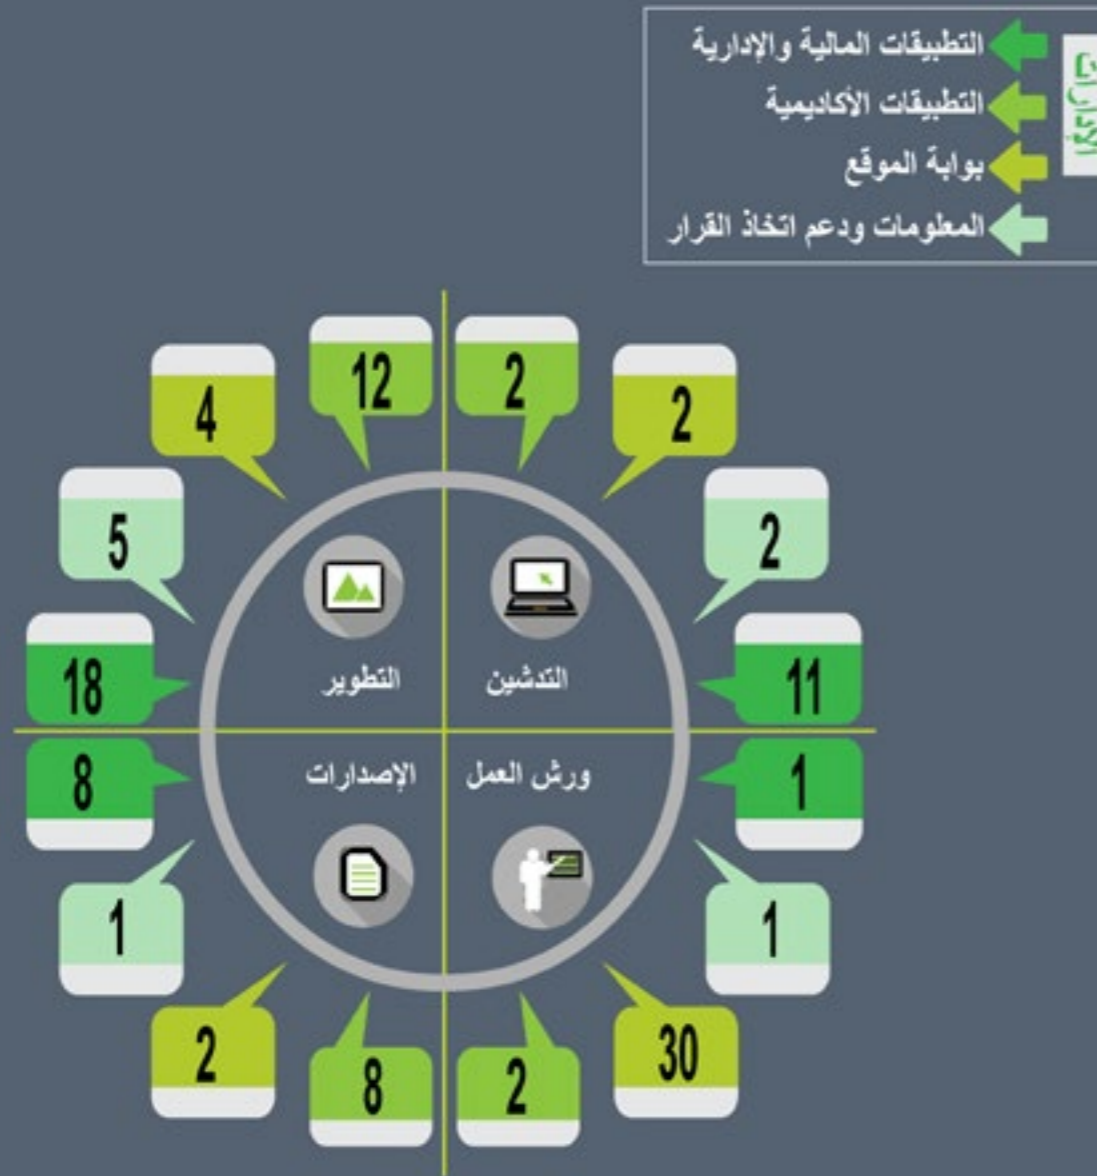 الإدارات
التطبيقات المالية والإدارية
التطبيقات الأكاديمية
بوابة الموقع
المعلومات ودعم اتخاذ القرار
12
2
4
2
5
2
التطوير
التدشين
18
11
الإصدارات
ورش العمل
8
1
1
1
2
30
8
2